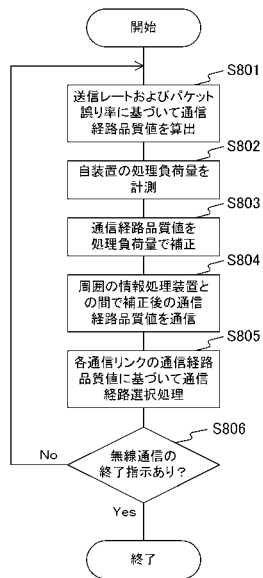 開始
S801
送信レートおよびパケット
誤り率に基づいて通信
経路品質値を算出
S802
自装置の処理負荷量を
計測
S803
通信経路品質値を
処理負荷量で補正
S804
周囲の情報処理装置と
の間で補正後の通信
経路品質値を通信
S805
各通信リンクの通信経路
品質値に基づいて通信
経路選択処理
S806
無線通信の
終了指示あり?
No
Yes
終了